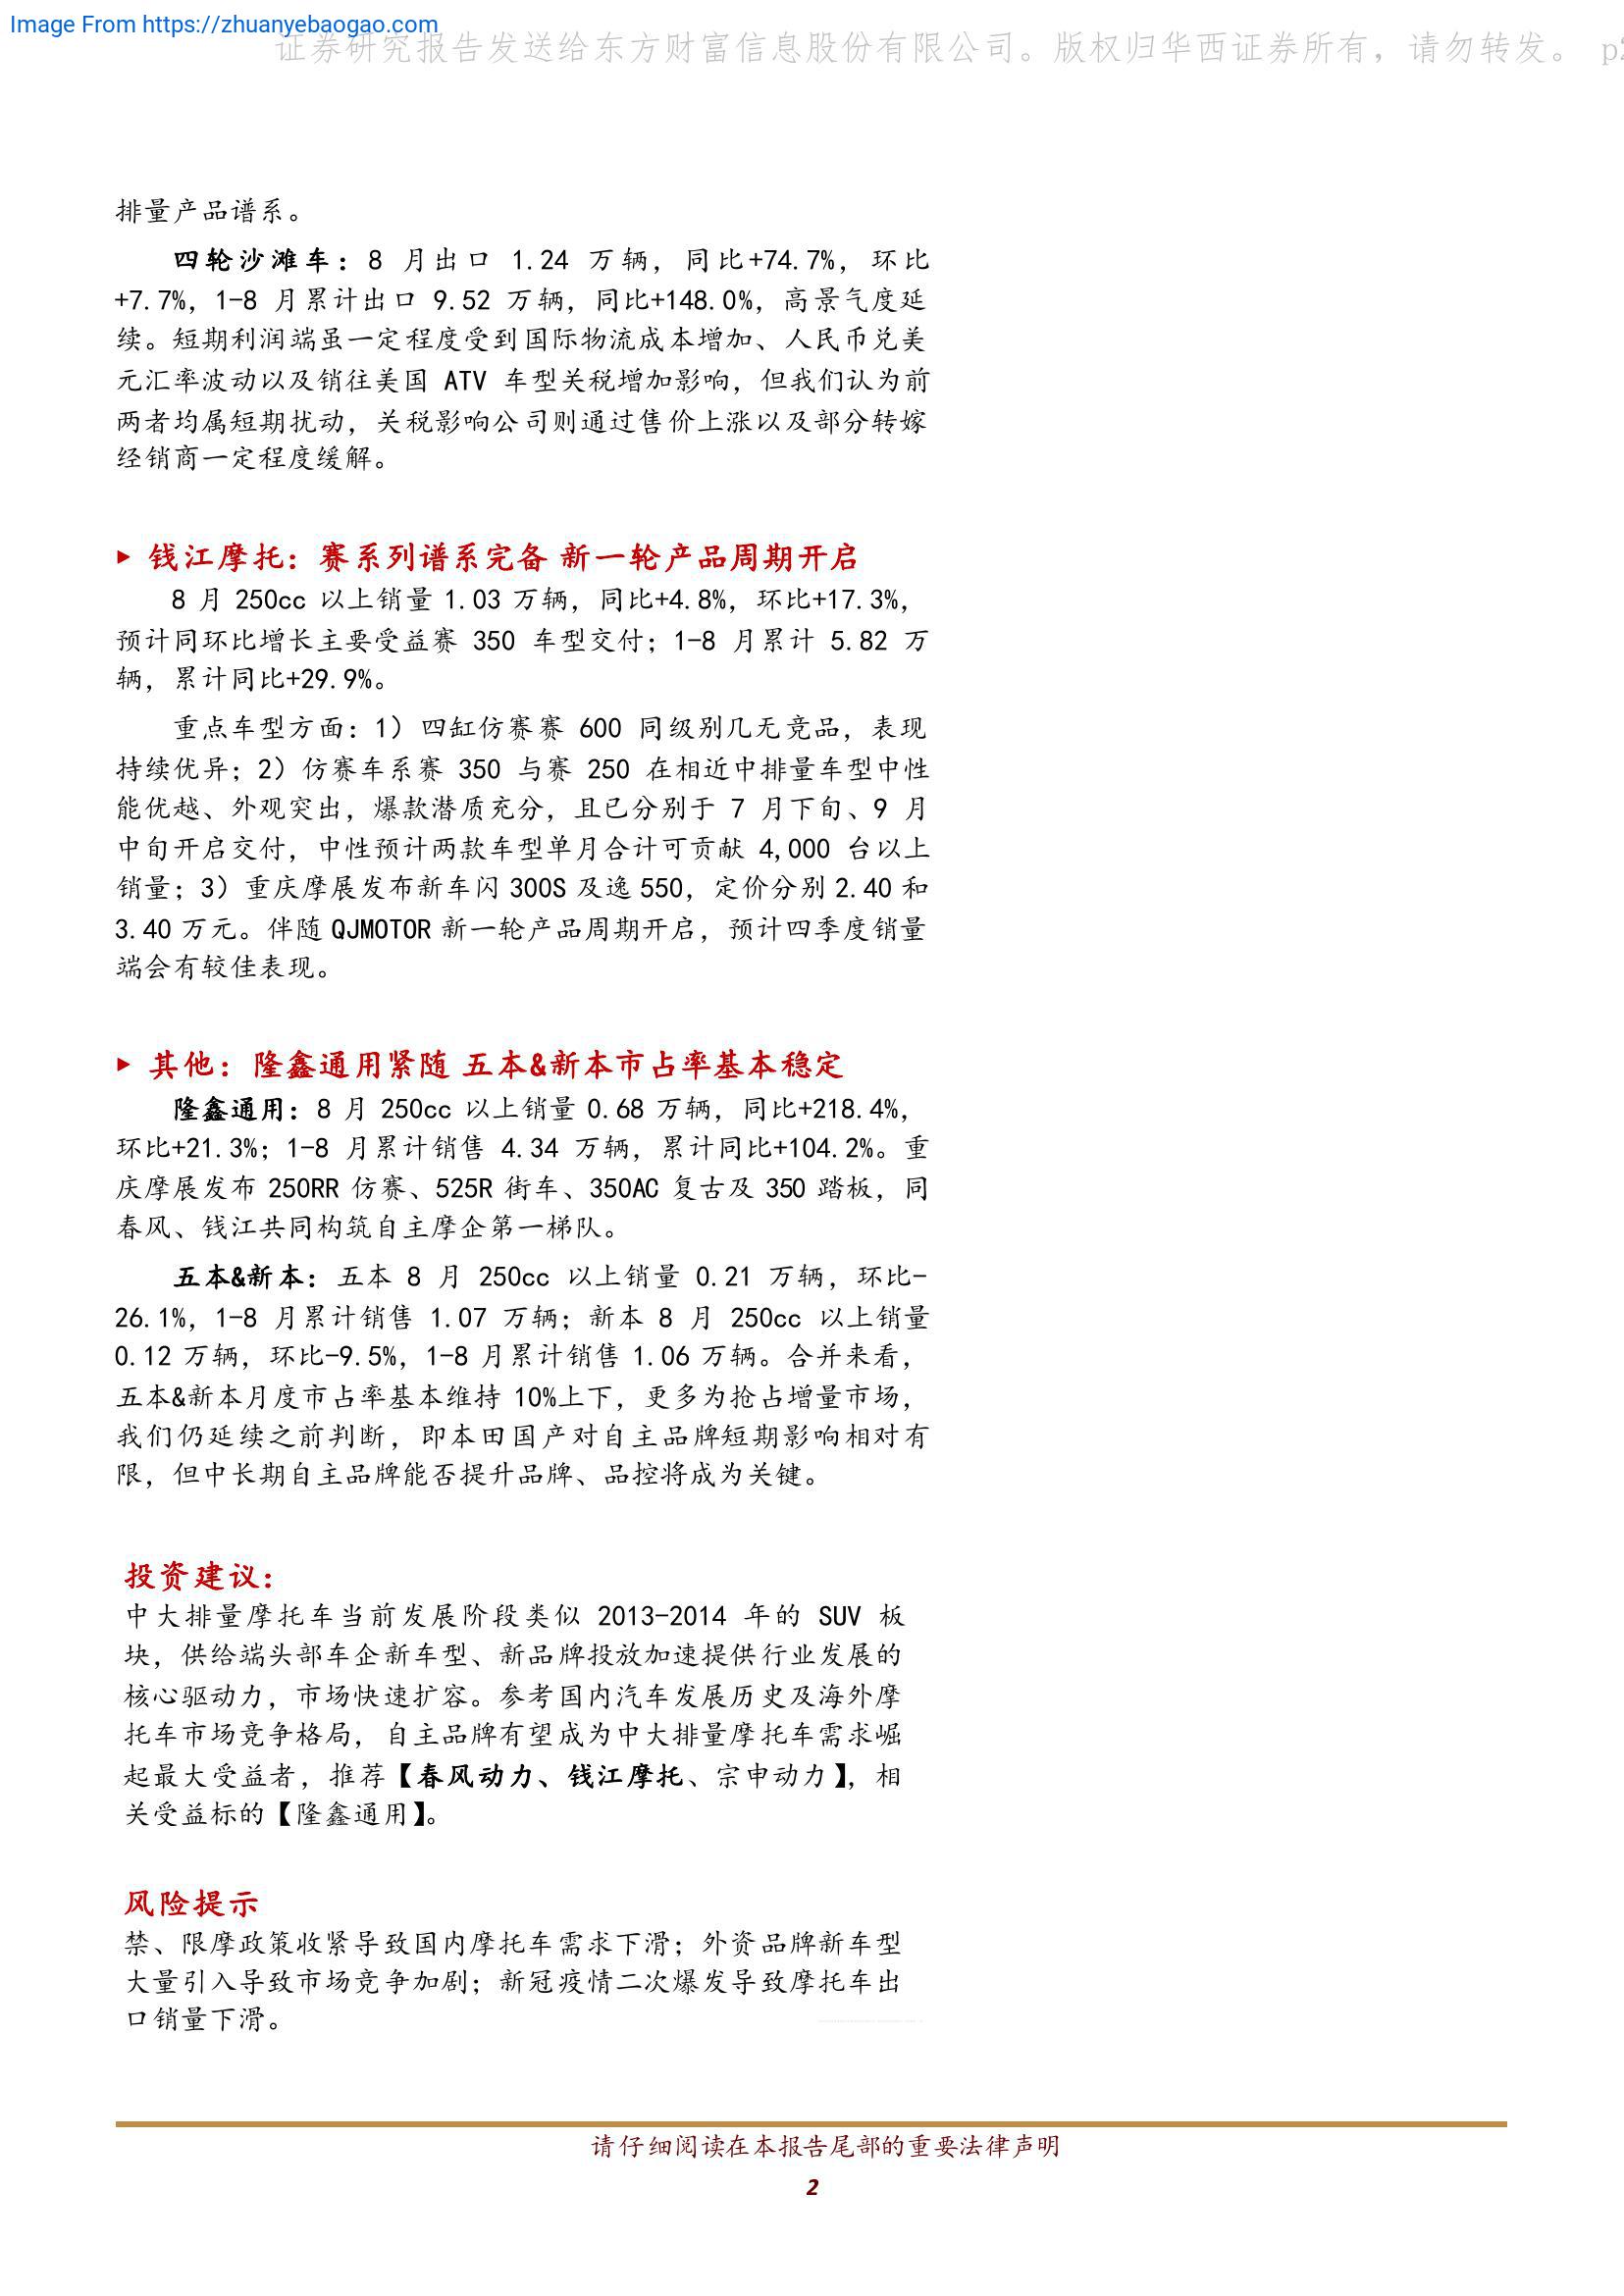 Image From https://zhuanyebaogao.com
证券研究报告发送给东方财富信息股份有限公司。版权归华西证券所有，请勿转发。 p2
排量产品谱系。
四轮沙滩车：8 月出口 1.24 万辆，同比+74.7%，环比
+7.7%，1-8 月累计出口 9.52 万辆，同比+148.0%，高景气度延
续。短期利润端虽一定程度受到国际物流成本增加、人民币兑美
元汇率波动以及销往美国 ATV 车型关税增加影响，但我们认为前
两者均属短期扰动，关税影响公司则通过售价上涨以及部分转嫁
经销商一定程度缓解。
▶ 钱江摩托：赛系列谱系完备 新一轮产品周期开启
8 月 250cc 以上销量 1.03 万辆，同比+4.8%，环比+17.3%，
预计同环比增长主要受益赛 350 车型交付；1-8 月累计 5.82 万
辆，累计同比+29.9%。
重点车型方面：1）四缸仿赛赛 600 同级别几无竞品，表现
持续优异；2）仿赛车系赛 350 与赛 250 在相近中排量车型中性
能优越、外观突出，爆款潜质充分，且已分别于 7 月下旬、9 月
中旬开启交付，中性预计两款车型单月合计可贡献 4,000 台以上
销量；3）重庆摩展发布新车闪 300S 及逸 550，定价分别 2.40 和
3.40 万元。伴随 QJMOTOR 新一轮产品周期开启，预计四季度销量
端会有较佳表现。
▶ 其他：隆鑫通用紧随 五本&新本市占率基本稳定
隆鑫通用：8 月 250cc 以上销量 0.68 万辆，同比+218.4%，
环比+21.3%；1-8 月累计销售 4.34 万辆，累计同比+104.2%。重
庆摩展发布 250RR 仿赛、525R 街车、350AC 复古及 350 踏板，同
春风、钱江共同构筑自主摩企第一梯队。
五本&新本：五本 8 月 250cc 以上销量 0.21 万辆，环比-
26.1%，1-8 月累计销售 1.07 万辆；新本 8 月 250cc 以上销量
0.12 万辆，环比-9.5%，1-8 月累计销售 1.06 万辆。合并来看，
五本&新本月度市占率基本维持 10%上下，更多为抢占增量市场，
我们仍延续之前判断，即本田国产对自主品牌短期影响相对有
限，但中长期自主品牌能否提升品牌、品控将成为关键。
投资建议：
中大排量摩托车当前发展阶段类似 2013-2014 年的 SUV 板
块，供给端头部车企新车型、新品牌投放加速提供行业发展的
核心驱动力，市场快速扩容。参考国内汽车发展历史及海外摩
托车市场竞争格局，自主品牌有望成为中大排量摩托车需求崛
起最大受益者，推荐【春风动力、钱江摩托、宗申动力】，相
关受益标的【隆鑫通用】。
风险提示
禁、限摩政策收紧导致国内摩托车需求下滑；外资品牌新车型
大量引入导致市场竞争加剧；新冠疫情二次爆发导致摩托车出
口销量下滑。
请仔细阅读在本报告尾部的重要法律声明
2